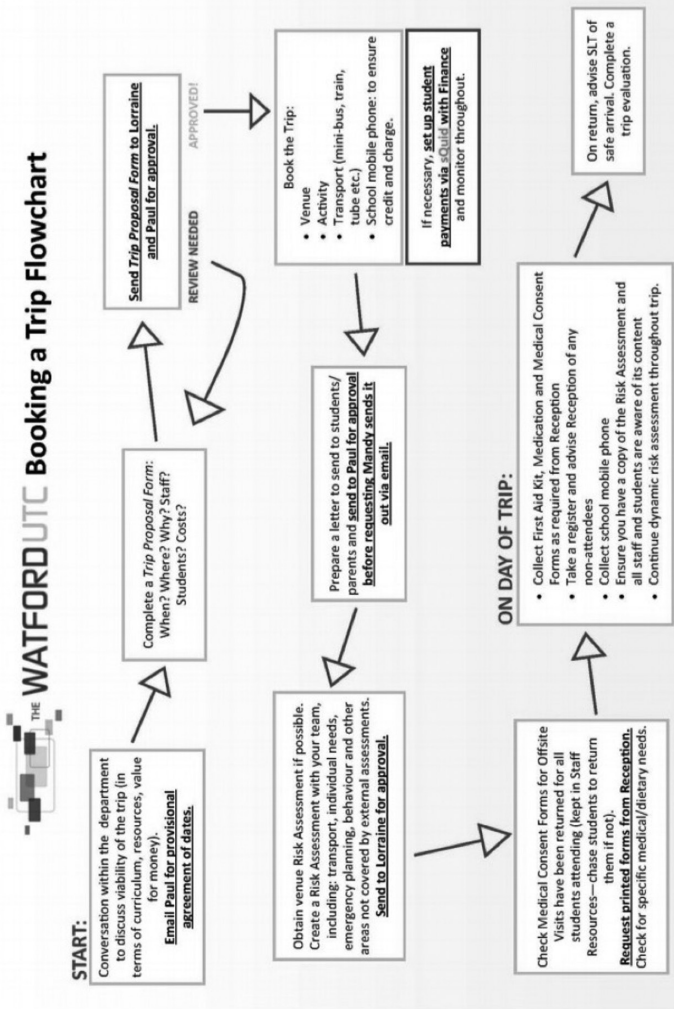 THE WATFORD UTC Booking a Trip Flowchart
START:
Conversation within the department
to discuss viability of the trip (in
terms of curriculum, resources, value
for money).
Email Paul for provisional
agreement of dates.
Complete a Trip Proposal Form:
When? Where? Why? Staff?
Students? Costs?
Send Trip Proposal Form to Lorraine
and Paul for approval.
REVIEW NEEDED
APPROVED!
Book the Trip:
• Venue
• Activity
• Transport (mini-bus, train,
tube etc.)
• School mobile phone: to ensure
credit and charge.
If necessary, set up student
payments via sQuid with Finance
and monitor throughout.
Prepare a letter to send to students/
parents and send to Paul for approval
before requesting Mandy sends it
out via email.
Obtain venue Risk Assessment if possible.
Create a Risk Assessment with your team,
including: transport, individual needs,
emergency planning, behaviour and other
areas not covered by external assessments.
Send to Lorraine for approval.
Check Medical Consent Forms for Offsite
Visits have been returned for all
students attending (kept in Staff
Resources—chase students to return
them if not).
Request printed forms from Reception.
Check for specific medical/dietary needs.
ON DAY OF TRIP:
• Collect First Aid Kit, Medication and Medical Consent
Forms as required from Reception
• Take a register and advise Reception of any
non-attendees
• Collect school mobile phone
• Ensure you have a copy of the Risk Assessment and
all staff and students are aware of its content
• Continue dynamic risk assessment throughout trip.
On return, advise SLT of
safe arrival. Complete a
trip evaluation.